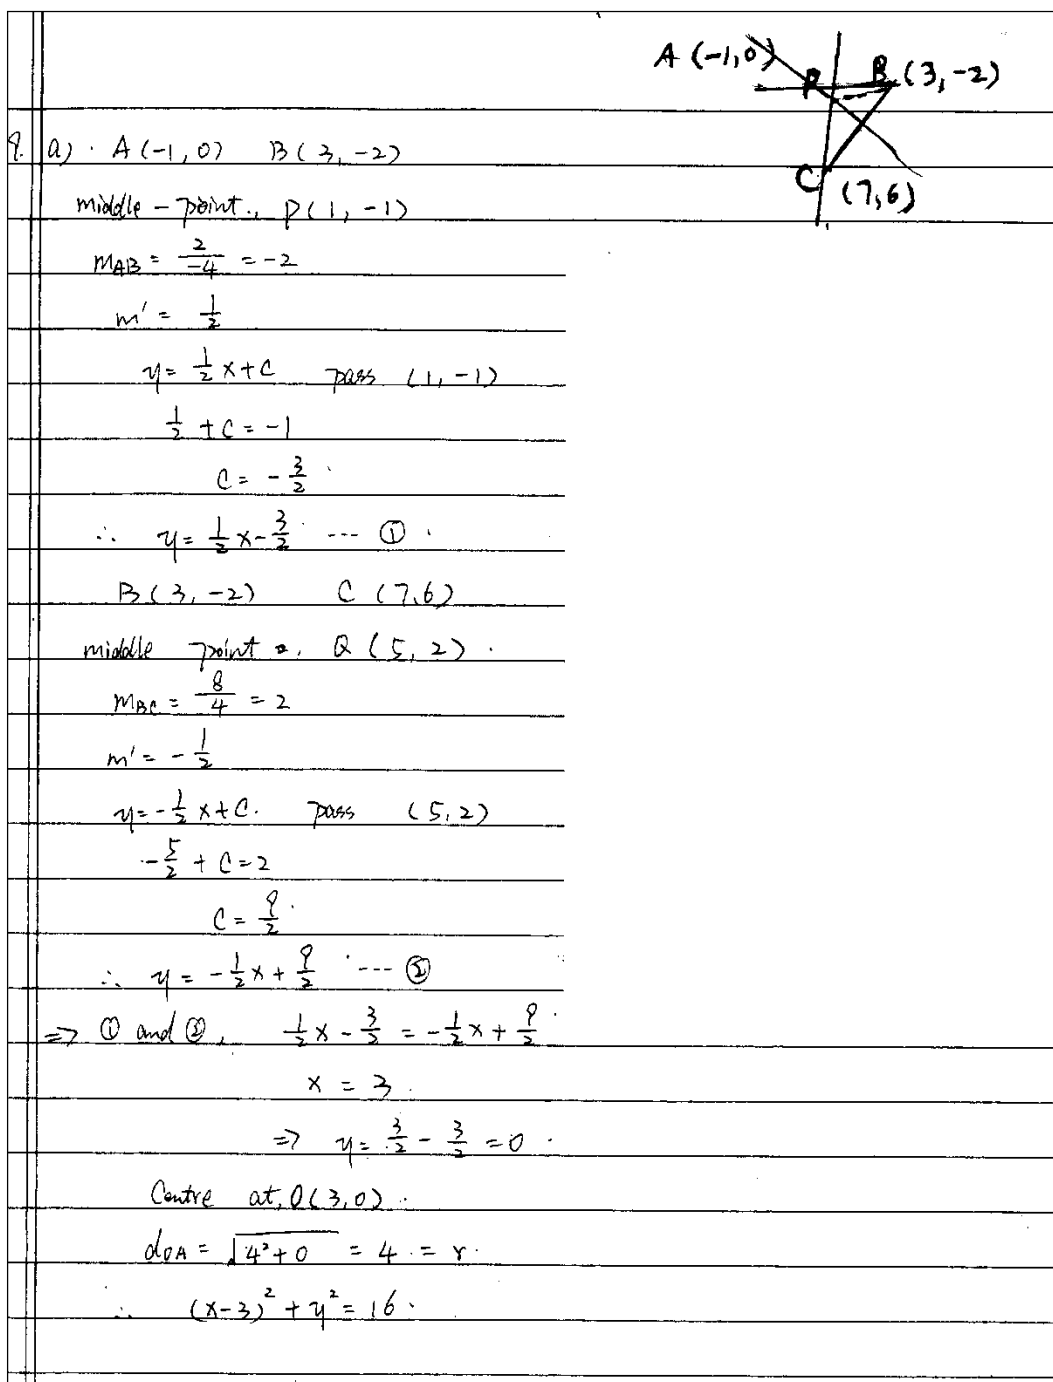 A (-1,0)
P B (3, -2)
C (7,6)
9. a). A(-1,0) B(3,-2)
middle-point, P(1,-1)
mAB = 2/-4 = -2
m' = 1/2
y = 1/2 x + C pass (1,-1)
1/2 + C = -1
C = -3/2
∴ y = 1/2 x - 3/2 --- ①
B(3,-2) C (7,6)
middle point Q (5,2)
mBC = 8/4 = 2
m' = -1/2
y = -1/2 x + C. pass (5,2)
-5/2 + C = 2
C = 9/2
∴ y = -1/2 x + 9/2 --- ②
=> ① and ②, 1/2 x - 3/2 = -1/2 x + 9/2
x = 3
=> y = 3/2 - 3/2 = 0
Centre at, O(3,0)
dOA = √4²+0 = 4 = r
∴ (x-3)² + y² = 16